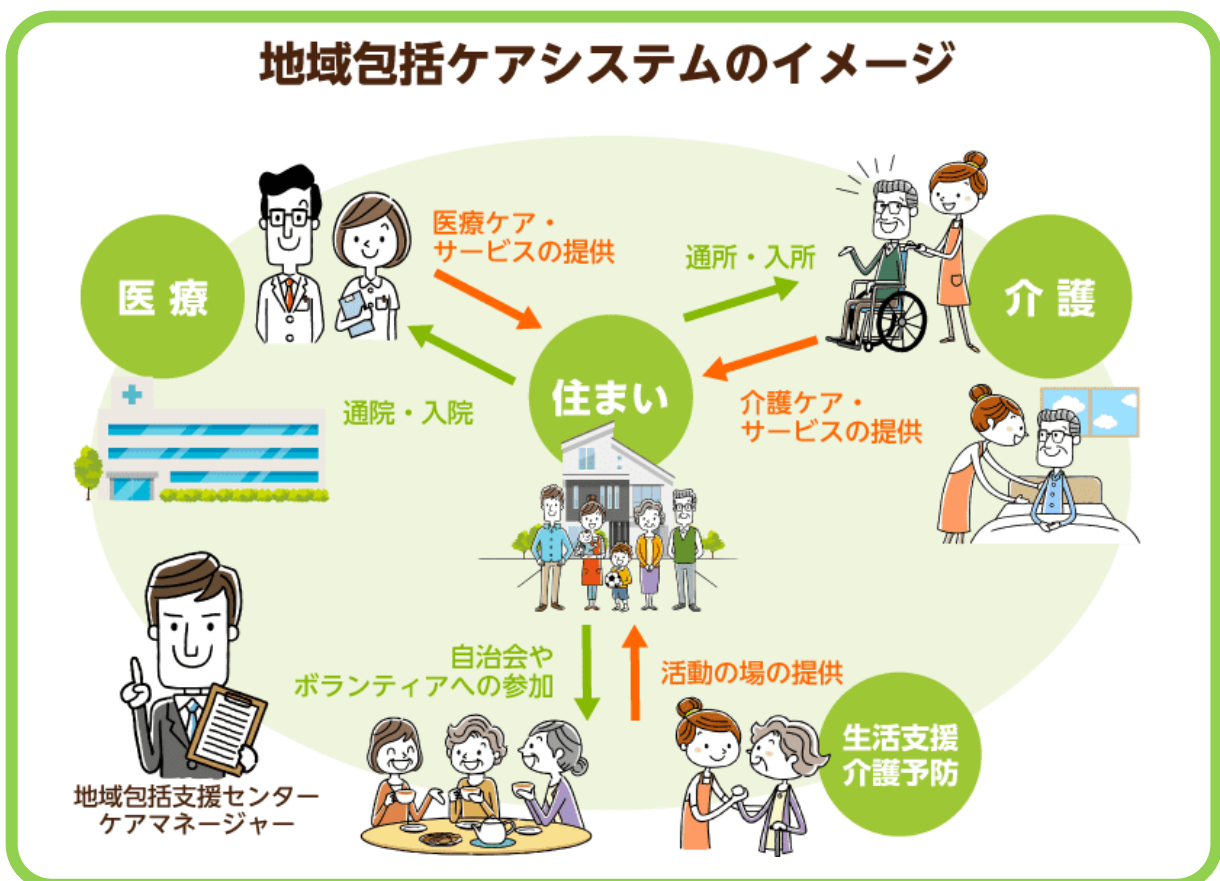 地域包括ケアシステムのイメージ
医療
医療ケア・
サービスの提供
通所・入所
介護
通院・入院
住まい
介護ケア・
サービスの提供
自治会や
ボランティアへの参加
活動の場の提供
生活支援
介護予防
地域包括支援センター
ケアマネージャー